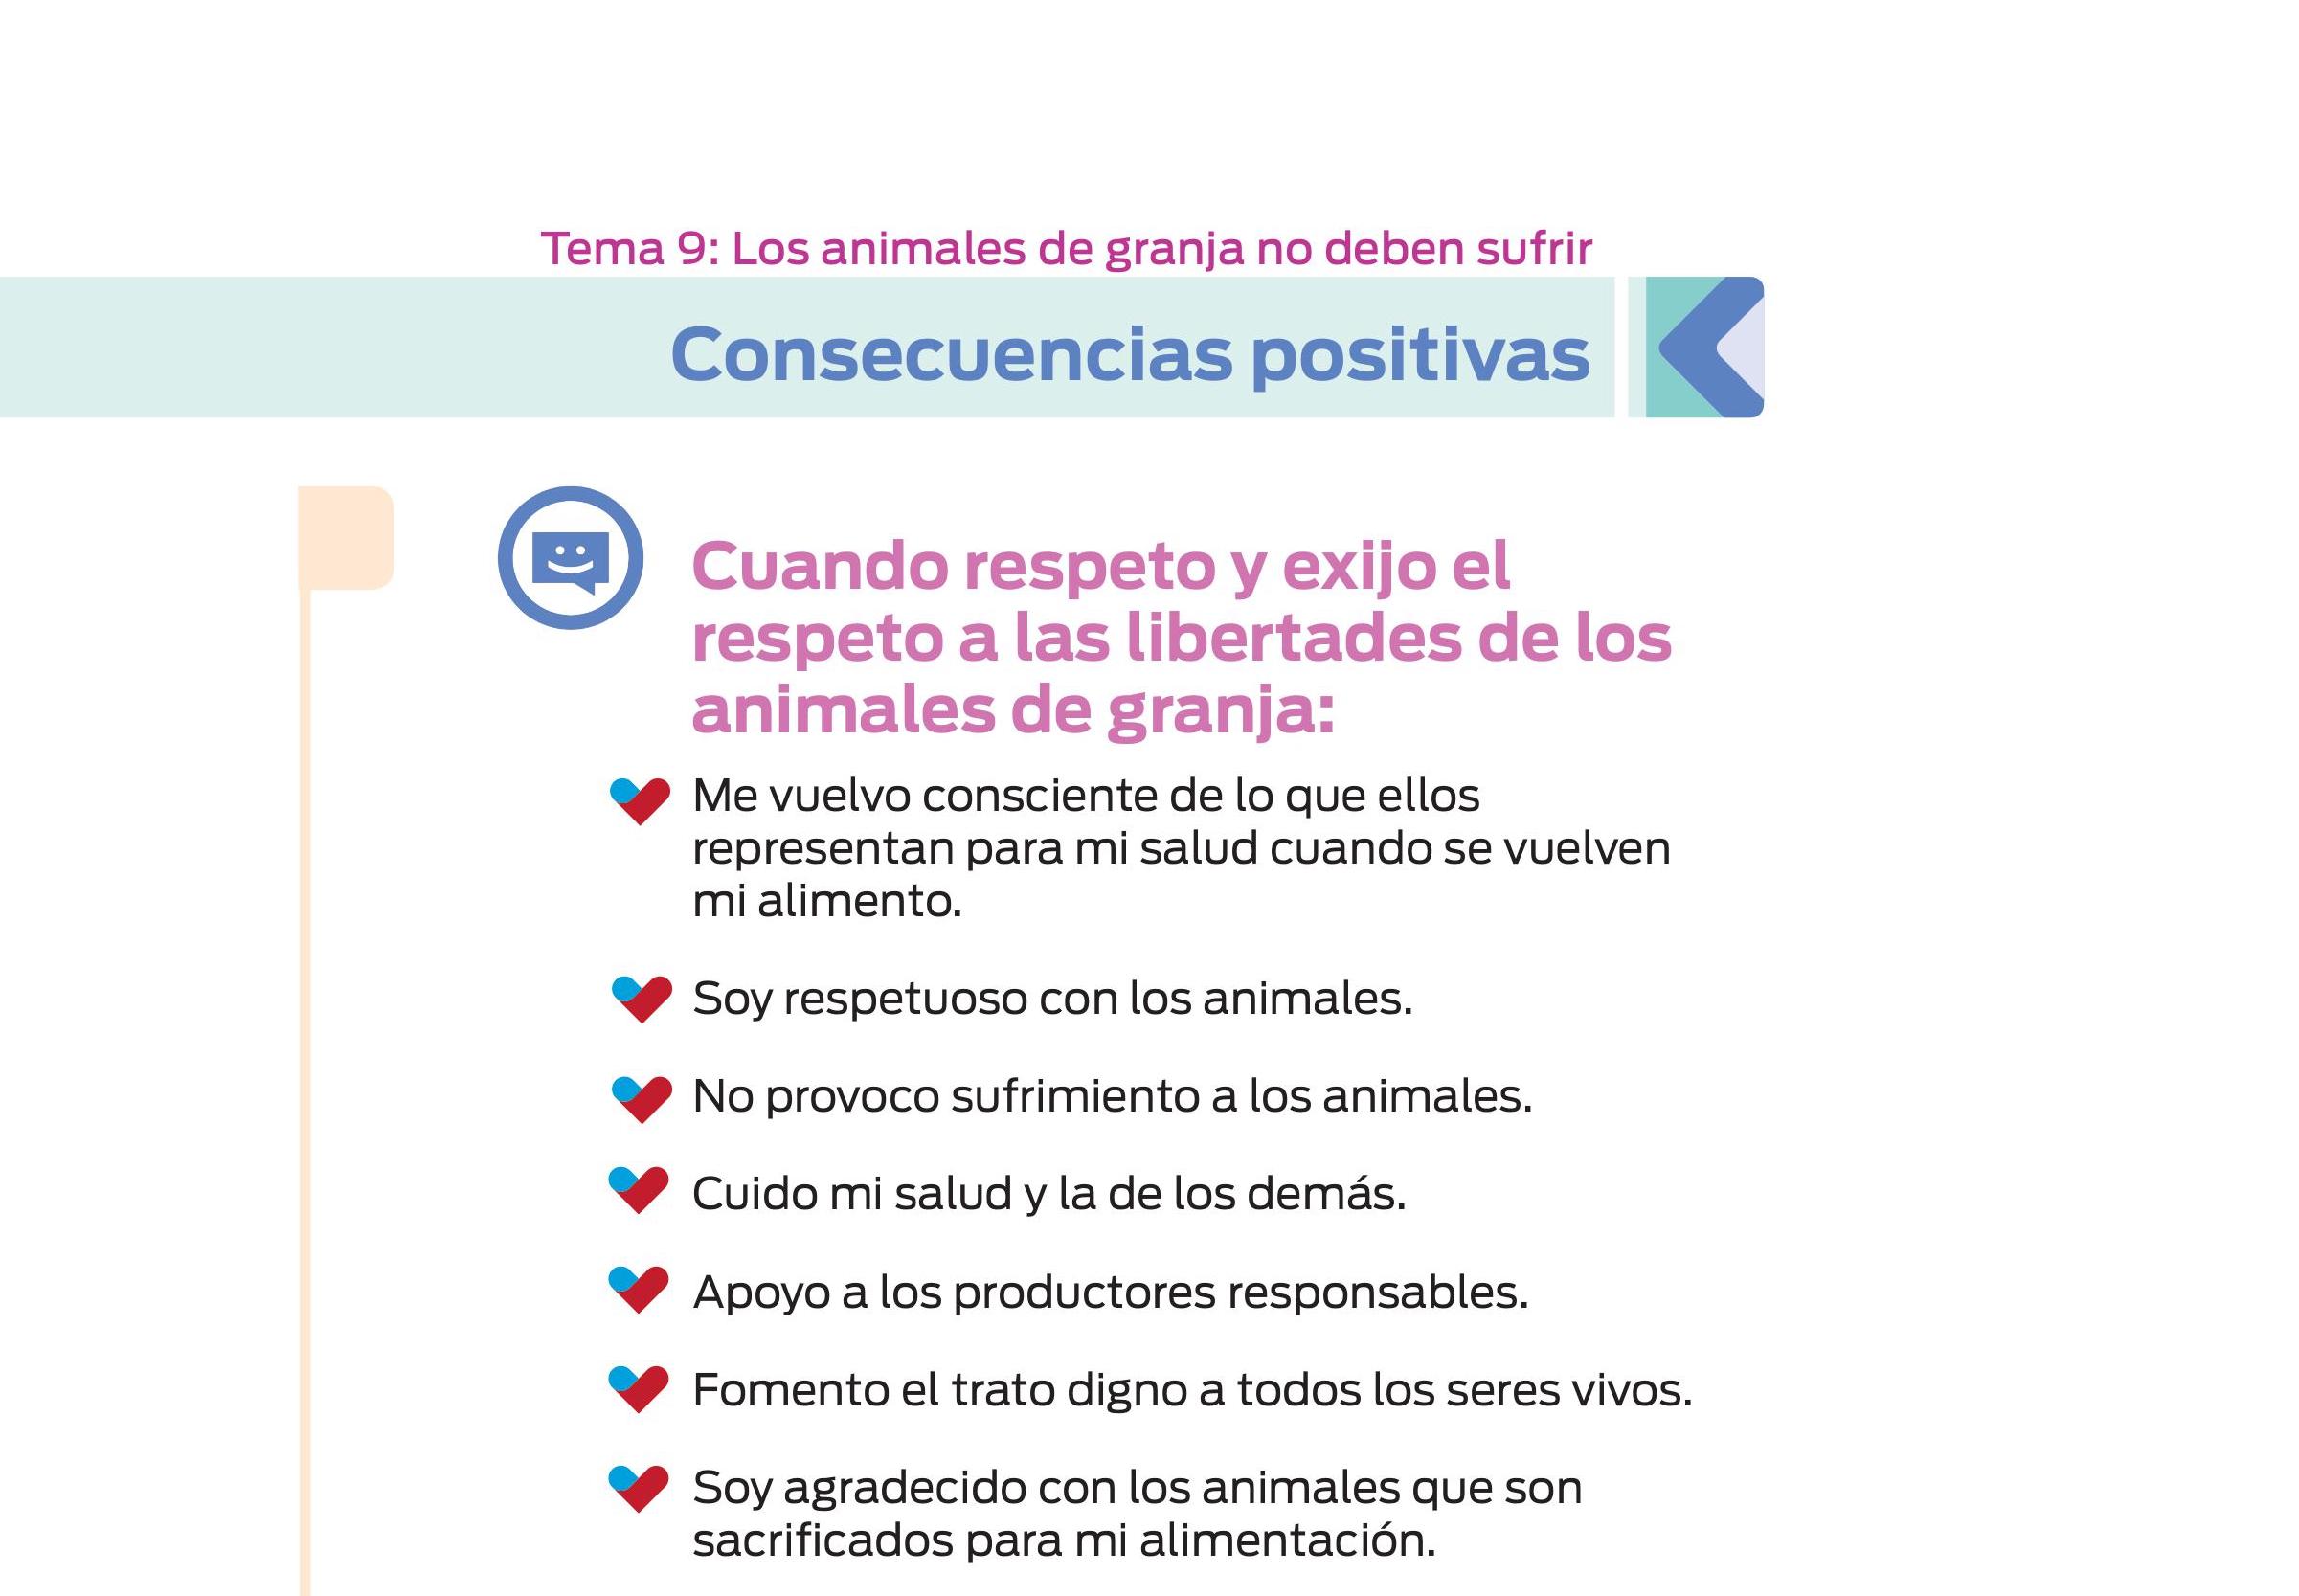 Tema 9: Los animales de granja no deben sufrir
Consecuencias positivas
Cuando respeto y exijo el
respeto a las libertades de los
animales de granja:
Me vuelvo consciente de lo que ellos
representan para mi salud cuando se vuelven
mi alimento.
Soy respetuoso con los animales.
No provoco sufrimiento a los animales.
Cuido mi salud y la de los demás.
Apoyo a los productores responsables.
Fomento el trato digno a todos los seres vivos.
Soy agradecido con los animales que son
sacrificados para mi alimentación.